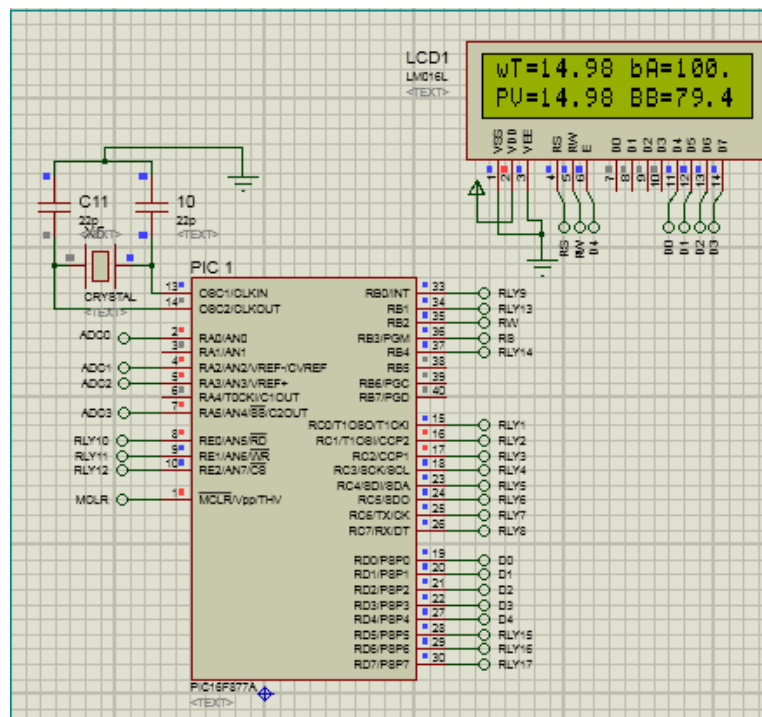 LCD1
LM016L
<TEXT>
wT=14.98 bA=100.
PV=14.98 BB=79.4
VSS
VDD
VEE
RS
RW
E
D0
D1
D2
D3
D4
D5
D6
D7
1
2
3
4
5
6
7
8
9
10
11
12
13
14
RS
RW
D4
D0
D1
D2
D3
C11
22p
<TEXT>
10
22p
<TEXT>
CRYSTAL
<TEXT>
PIC 1
13 OSC1/CLKIN
14 OSC2/CLKOUT
ADC0 2 RA0/AN0
3 RA1/AN1
ADC1 4 RA2/AN2/VREF-/CVREF
ADC2 5 RA3/AN3/VREF+
6 RA4/T0CKI/C1OUT
ADC3 7 RA5/AN4/SS/C2OUT
RLY10 8 RE0/AN5/RD
RLY11 9 RE1/AN6/WR
RLY12 10 RE2/AN7/CS
MCLR 1 MCLR/Vpp/THV
RB0/INT 33 RLY9
RB1 34 RLY13
RB2 35 RW
RB3/PGM 36 RS
RB4 37 RLY14
RB5 38
RB6/PGC 39
RB7/PGD 40
RC0/T1OSO/T1CKI 15 RLY1
RC1/T1OSI/CCP2 16 RLY2
RC2/CCP1 17 RLY3
RC3/SCK/SCL 18 RLY4
RC4/SDI/SDA 23 RLY5
RC5/SDO 24 RLY6
RC6/TX/CK 25 RLY7
RC7/RX/DT 26 RLY8
RD0/PSP0 19 D0
RD1/PSP1 20 D1
RD2/PSP2 21 D2
RD3/PSP3 22 D3
RD4/PSP4 27 D4
RD5/PSP5 28 RLY15
RD6/PSP6 29 RLY16
RD7/PSP7 30 RLY17
PIC16F877A
<TEXT>